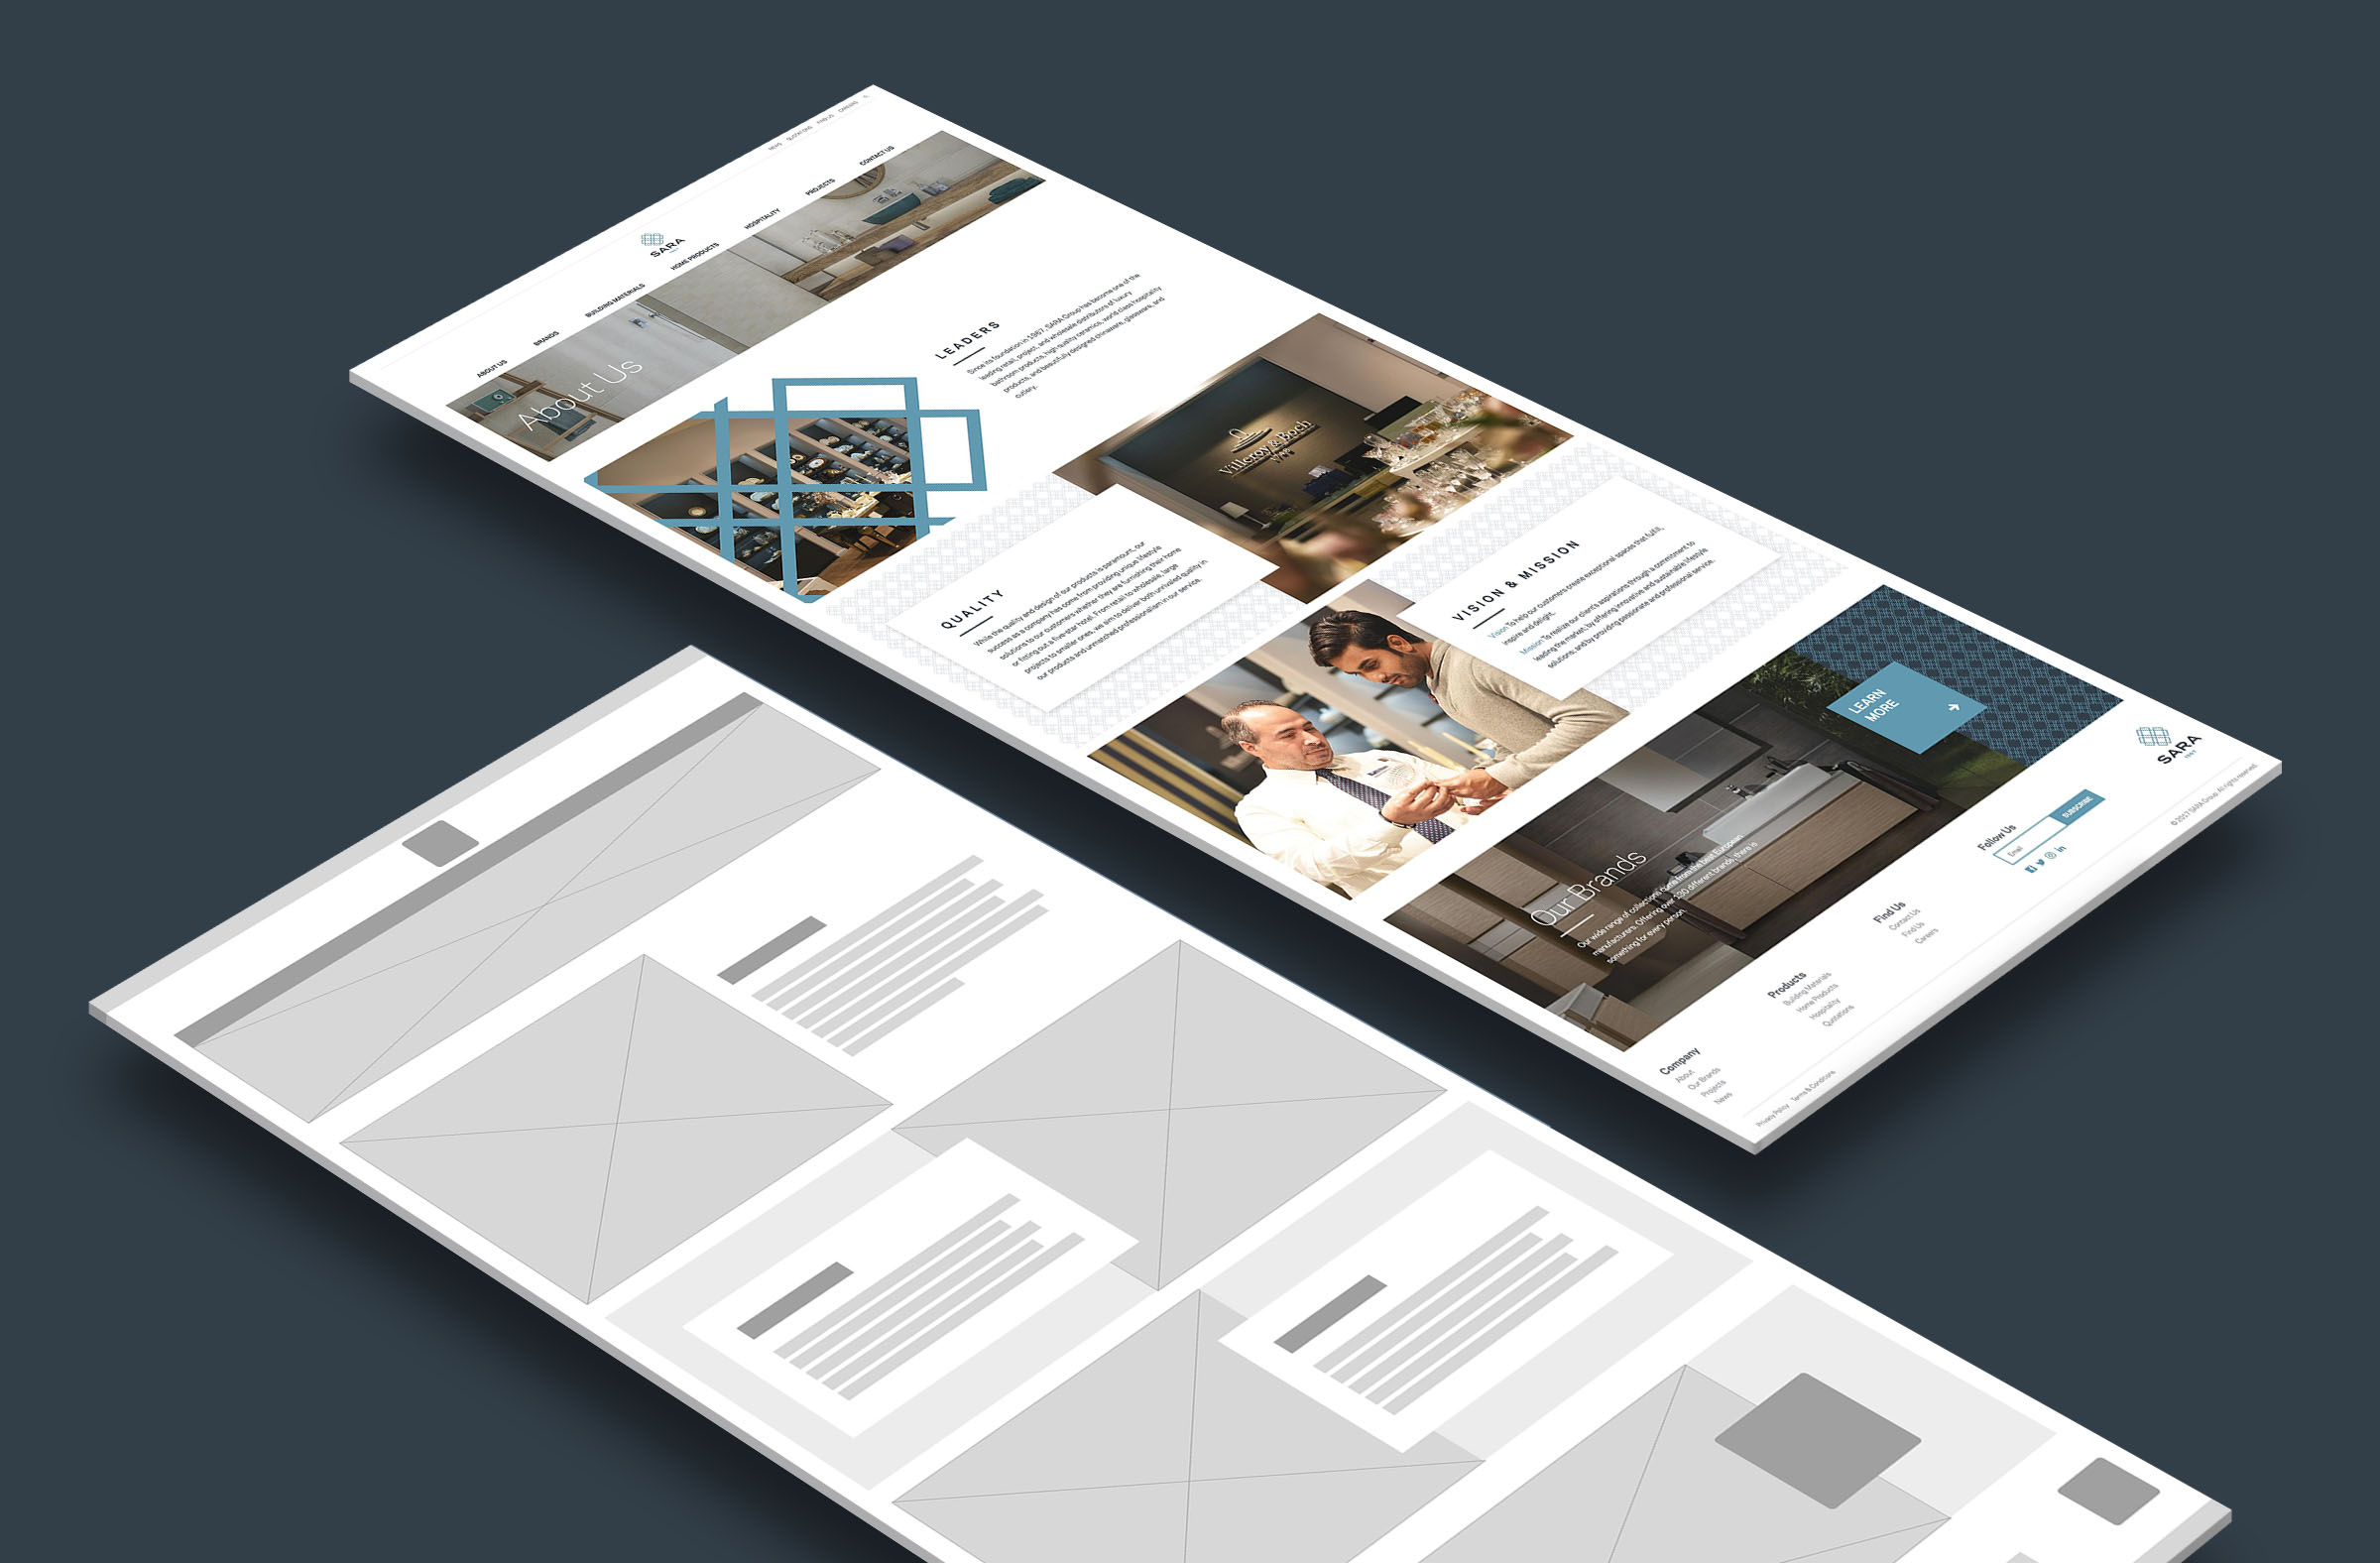 NEWS QUOTATIONS FIND US CAREERS
SARA
ABOUT US BRANDS BUILDING MATERIALS HOME PRODUCTS HOSPITALITY PROJECTS CONTACT US
About Us
LEADERS
Since its foundation in 1967, SARA Group has become one of the
leading retail, project, and wholesale distributors of luxury
bathroom products, high quality ceramics, world class hospitality
products, and beautifully designed chinaware, glassware, and
cutlery.
Villeroy & Boch
1748
QUALITY
While the quality and design of our products is paramount, our
success as a company has come from providing unique lifestyle
solutions to our customers whether they are furnishing their home
or fitting out a five-star hotel. From retail to wholesale, large
projects to smaller ones, we aim to deliver both unrivaled quality in
our products and unmatched professionalism in our service.
VISION & MISSION
Vision To help our customers create exceptional spaces that fulfill,
inspire and delight.
Mission To realize our client's aspirations through a commitment to
leading the market, by offering innovative and sustainable lifestyle
solutions, and by providing passionate and professional service.
LEARN
MORE
Our Brands
Our wide range of collections come from the best European
manufacturers. Offering over 130 different brands, there is
something for every person.
Company
About
Our Brands
Projects
News
Products
Building Materials
Home Products
Hospitality
Quotations
Find Us
Contact Us
Find Us
Careers
Follow Us
Email
SUBSCRIBE
SARA
Privacy Policy Terms & Conditions
© 2017 SARA Group. All rights reserved.